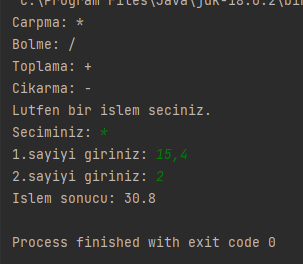 C:\Program Files\Java\jdk-18.0.2\bin
Carpma: *
Bolme: /
Toplama: +
Cikarma: -
Lutfen bir islem seciniz.
Seciminiz: *
1.sayiyi giriniz: 15,4
2.sayiyi giriniz: 2
Islem sonucu: 30.8
Process finished with exit code 0